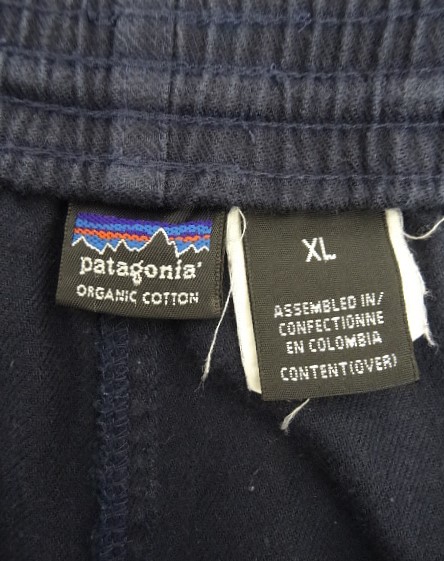 patagonia®
ORGANIC COTTON
XL
ASSEMBLED IN/
CONFECTIONNE
EN COLOMBIA
CONTENT(OVER)